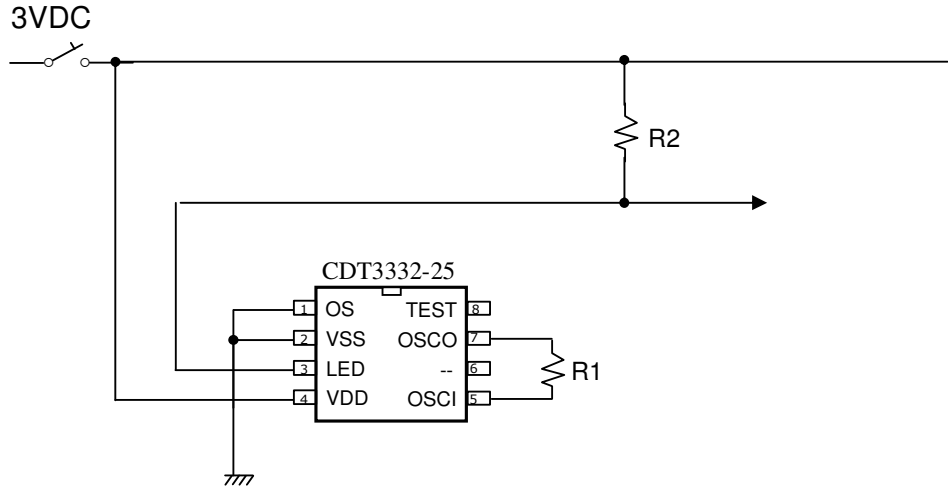 3VDC
R2
CDT3332-25
1 OS TEST 8
2 VSS OSCO 7
3 LED -- 6
4 VDD OSCI 5
R1